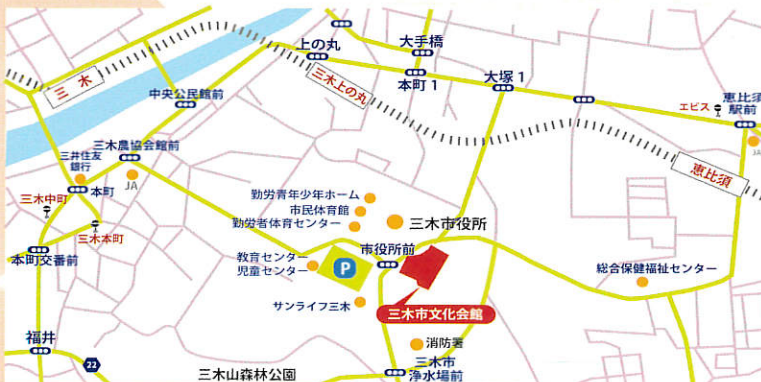 上の丸
大手橋
本町1
大塚1
三木
三木上の丸
中央公民館前
エビス
恵比須
駅前
JA
恵比須
三木農協会館前
三井住友
銀行
JA
本町
三木中町
三木本町
本町交番前
勤労青年少年ホーム
市民体育館
勤労者体育センター
三木市役所
市役所前
教育センター
児童センター
P
サンライフ三木
三木市文化会館
総合保健福祉センター
消防署
福井
22
三木山森林公園
三木市
浄水場前